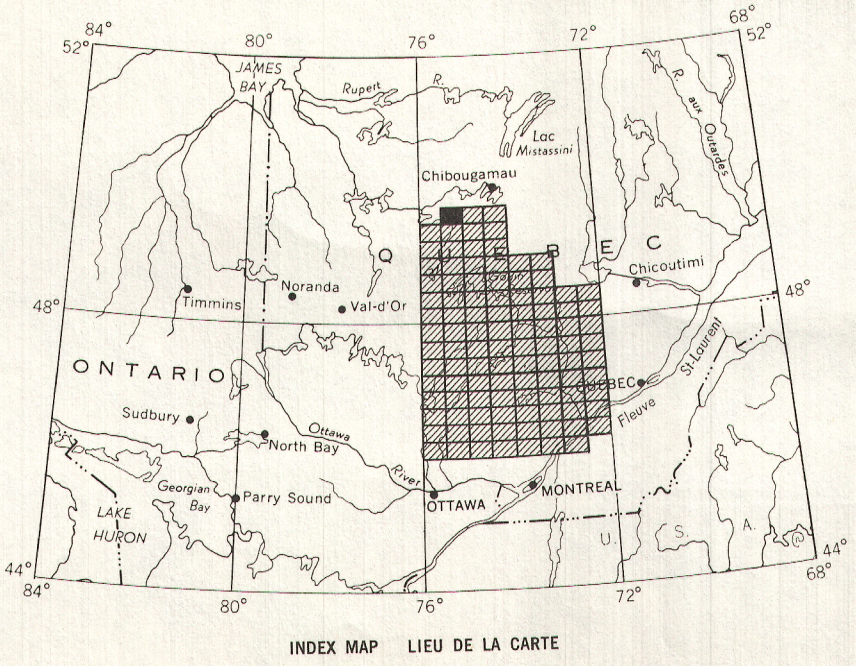 84° 80° 76° 72° 68°
52° 52°
JAMES
BAY
Rupert R.
R. aux Outardes
Lac
Mistassini
Chibougamau
Q U E B E C
Chicoutimi
Timmins
Noranda
Val-d'Or
48° 48°
ONTARIO
St-Laurent
QUEBEC
Fleuve
Sudbury
North Bay
Ottawa
River
Georgian
Bay
Parry Sound
OTTAWA
MONTREAL
LAKE
HURON
U. S. A.
44° 44°
84° 80° 76° 72° 68°
INDEX MAP LIEU DE LA CARTE